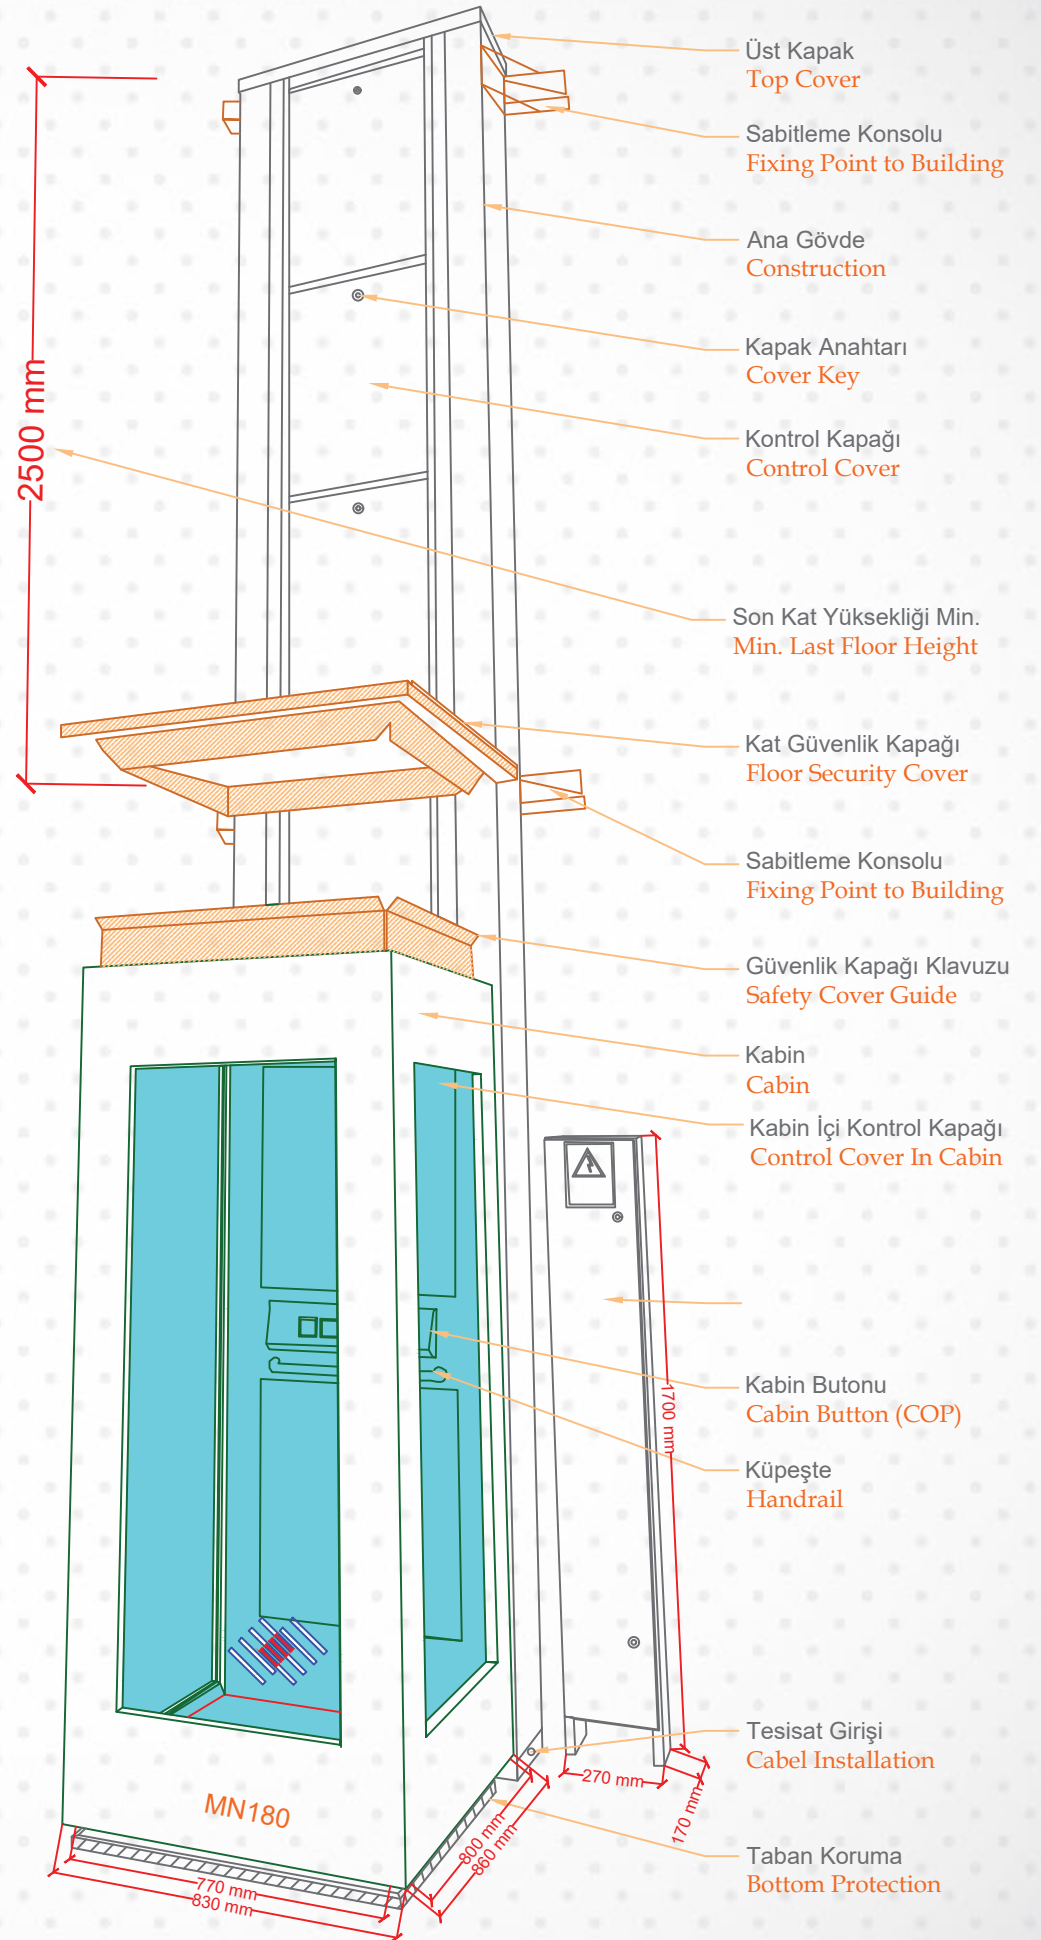 Üst Kapak
Top Cover
Sabitleme Konsolu
Fixing Point to Building
Ana Gövde
Construction
Kapak Anahtarı
Cover Key
Kontrol Kapağı
Control Cover
2500 mm
Son Kat Yüksekliği Min.
Min. Last Floor Height
Kat Güvenlik Kapağı
Floor Security Cover
Sabitleme Konsolu
Fixing Point to Building
Güvenlik Kapağı Klavuzu
Safety Cover Guide
Kabin
Cabin
Kabin İçi Kontrol Kapağı
Control Cover In Cabin
Kabin Butonu
Cabin Button (COP)
1700 mm
Küpeşte
Handrail
Tesisat Girişi
Cabel Installation
270 mm
170 mm
MN180
800 mm
860 mm
Taban Koruma
Bottom Protection
770 mm
830 mm